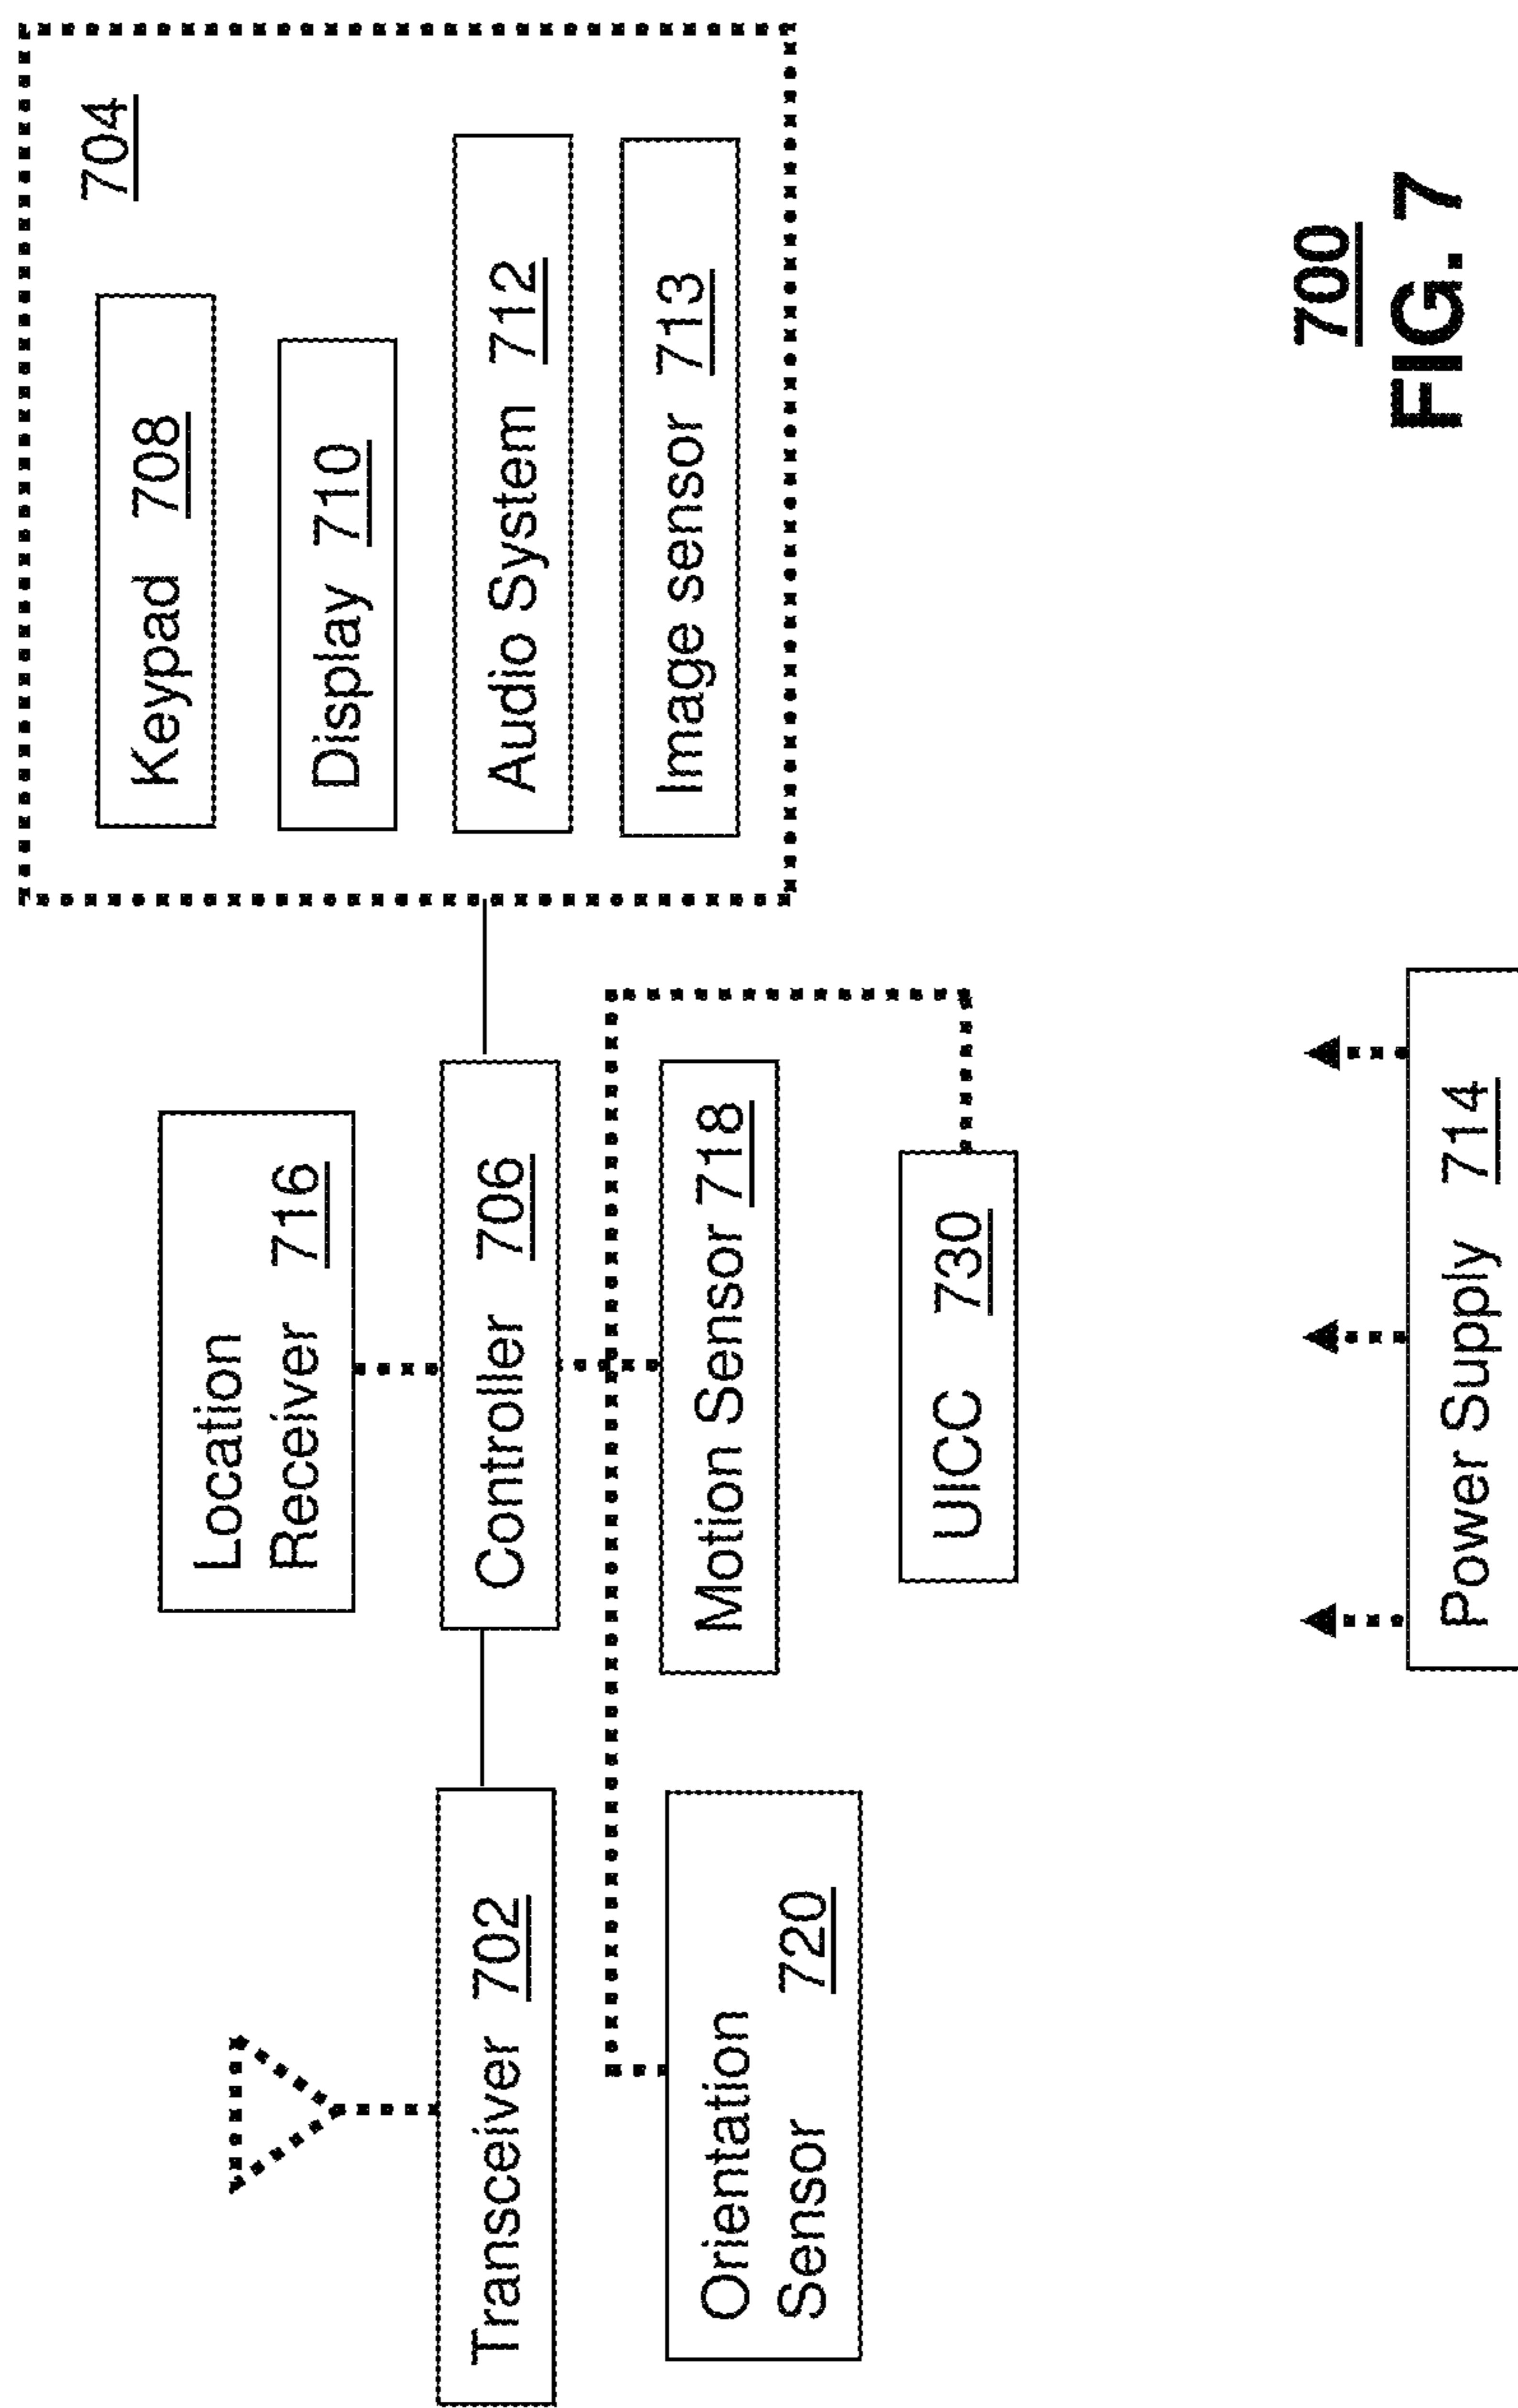 704
Keypad 708
Display 710
Audio System 712
Image sensor 713
Location
Receiver 716
Controller 706
Motion Sensor 718
UICC 730
Transceiver 702
Orientation
Sensor 720
Power Supply 714
700
FIG. 7